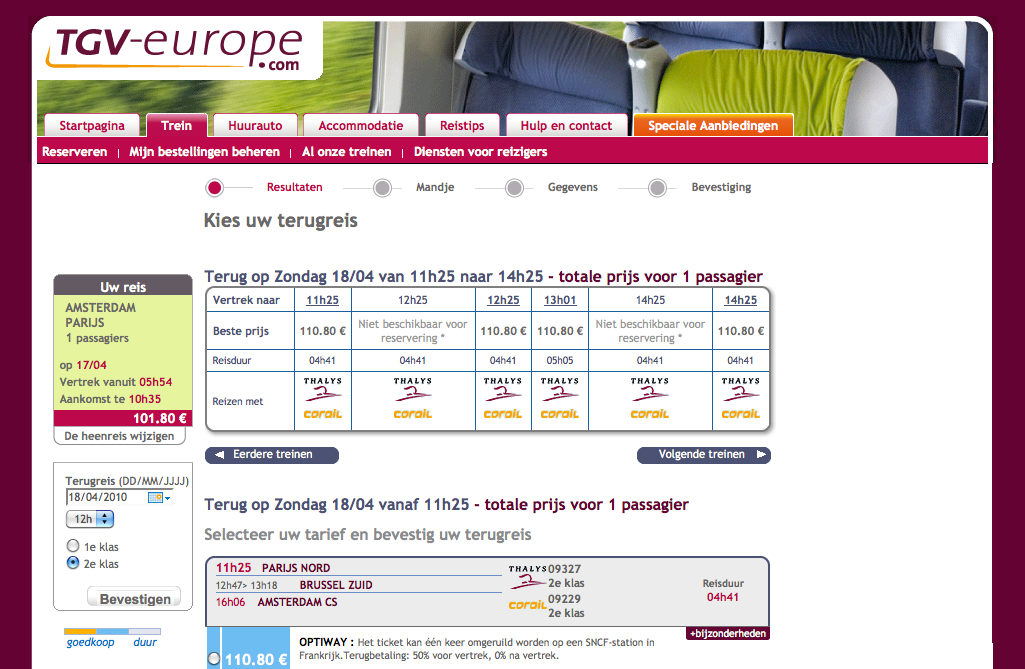 TGV-europe
.com
Startpagina Trein Huurauto Accommodatie Reistips Hulp en contact Speciale Aanbiedingen
Reserveren | Mijn bestellingen beheren | Al onze treinen | Diensten voor reizigers
Resultaten Mandje Gegevens Bevestiging
Kies uw terugreis
Uw reis
AMSTERDAM
PARIJS
1 passagiers
op 17/04
Vertrek vanuit 05h54
Aankomst te 10h35
101.80 €
De heenreis wijzigen
Terugreis (DD/MM/JJJJ)
18/04/2010
12h
1e klas
2e klas
Bevestigen
goedkoop duur
Terug op Zondag 18/04 van 11h25 naar 14h25 - totale prijs voor 1 passagier
Vertrek naar 11h25 12h25 12h25 13h01 14h25 14h25
Beste prijs 110.80 € Niet beschikbaar voor reservering * 110.80 € 110.80 € Niet beschikbaar voor reservering * 110.80 €
Reisduur 04h41 04h41 04h41 05h05 04h41 04h41
Reizen met THALYS THALYS THALYS THALYS THALYS THALYS
corail corail corail corail corail corail
Eerdere treinen Volgende treinen
Terug op Zondag 18/04 vanaf 11h25 - totale prijs voor 1 passagier
Selecteer uw tarief en bevestig uw terugreis
11h25 PARIJS NORD
12h47> 13h18 BRUSSEL ZUID
16h06 AMSTERDAM CS
THALYS 09327
2e klas
corail 09229
2e klas
Reisduur
04h41
+bijzonderheden
110.80 €
OPTIWAY : Het ticket kan één keer omgeruild worden op een SNCF-station in
Frankrijk.Terugbetaling: 50% voor vertrek, 0% na vertrek.